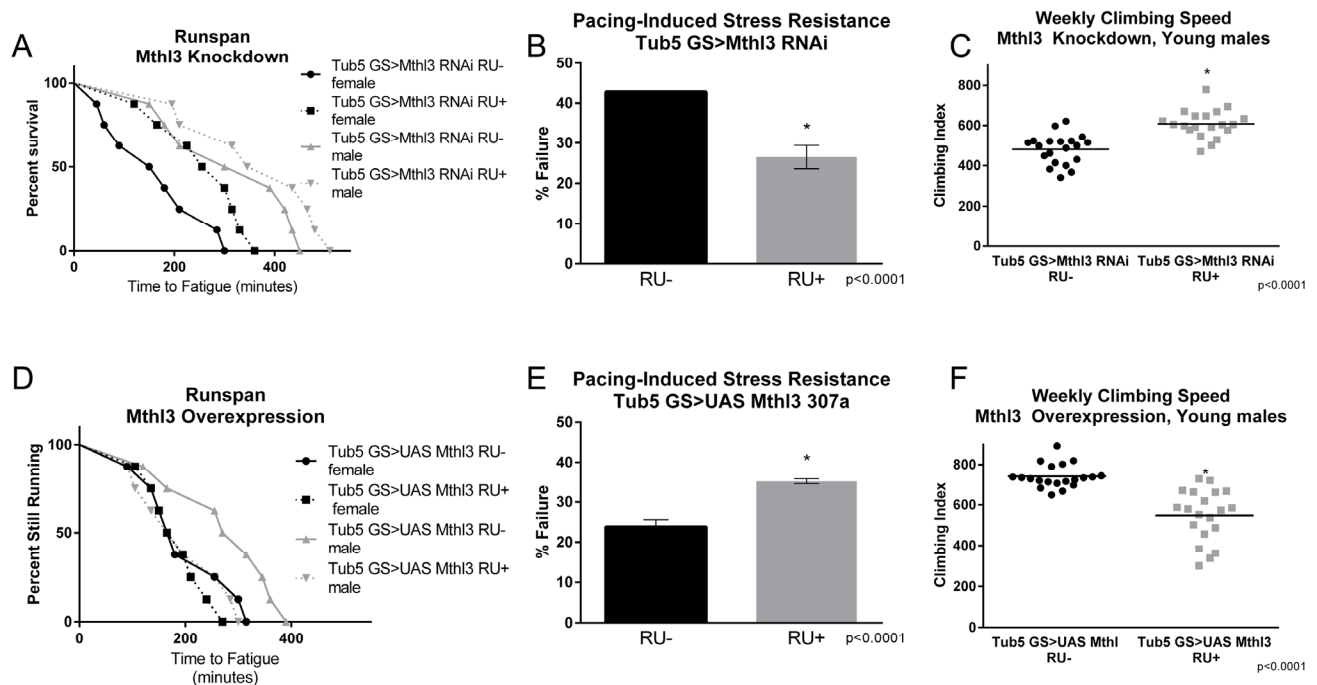 A
Runspan
Mthl3 Knockdown
Percent survival
100
50
0
0
200
400
Time to Fatigue (minutes)
Tub5 GS>Mthl3 RNAi RU-
female
Tub5 GS>Mthl3 RNAi RU+
female
Tub5 GS>Mthl3 RNAi RU-
male
Tub5 GS>Mthl3 RNAi RU+
male
B
Pacing-Induced Stress Resistance
Tub5 GS>Mthl3 RNAi
% Failure
50
40
30
20
10
0
*
RU-
RU+
p<0.0001
C
Weekly Climbing Speed
Mthl3 Knockdown, Young males
Climbing Index
800
600
400
200
0
*
Tub5 GS>Mthl3 RNAi
RU-
Tub5 GS>Mthl3 RNAi
RU+
p<0.0001
D
Runspan
Mthl3 Overexpression
Percent Still Running
100
50
0
0
200
400
Time to Fatigue
(minutes)
Tub5 GS>UAS Mthl3 RU-
female
Tub5 GS>UAS Mthl3 RU+
female
Tub5 GS>UAS Mthl3 RU-
male
Tub5 GS>UAS Mthl3 RU+
male
E
Pacing-Induced Stress Resistance
Tub5 GS>UAS Mthl3 307a
% Failure
50
40
30
20
10
0
*
RU-
RU+
p<0.0001
F
Weekly Climbing Speed
Mthl3 Overexpression, Young males
Climbing Index
800
600
400
200
0
*
Tub5 GS>UAS Mthl
RU-
Tub5 GS>UAS Mthl3
RU+
p<0.0001